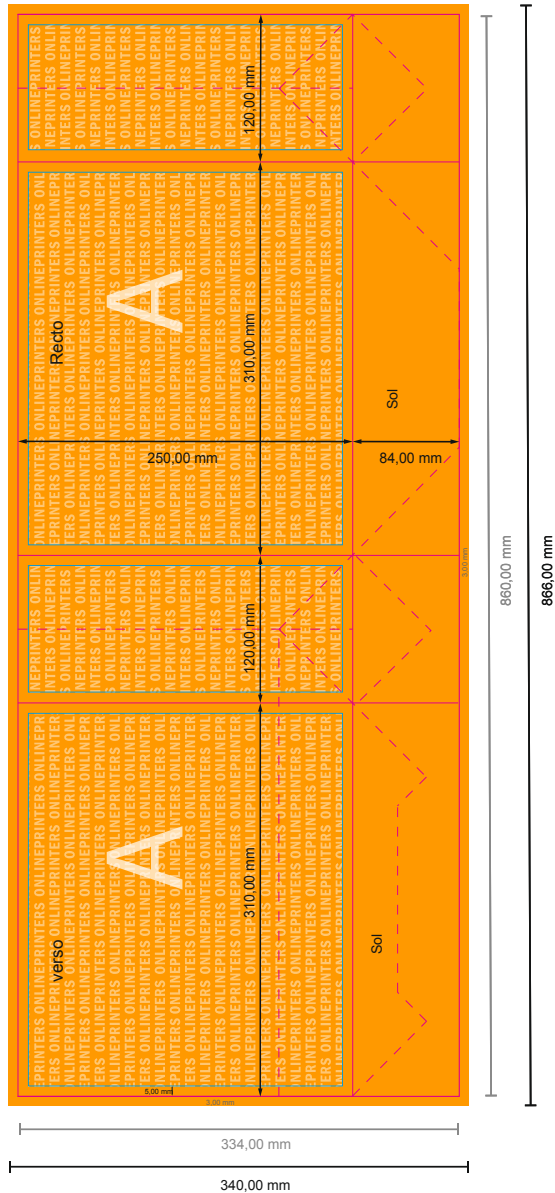 ONLINEPRINTERS
120,00 mm
A
Recto
310,00 mm
Sol
250,00 mm
84,00 mm
3,00 mm
860,00 mm
866,00 mm
ONLINEPRINTERS
120,00 mm
A
verso
310,00 mm
Sol
5,00 mm
3,00 mm
334,00 mm
340,00 mm